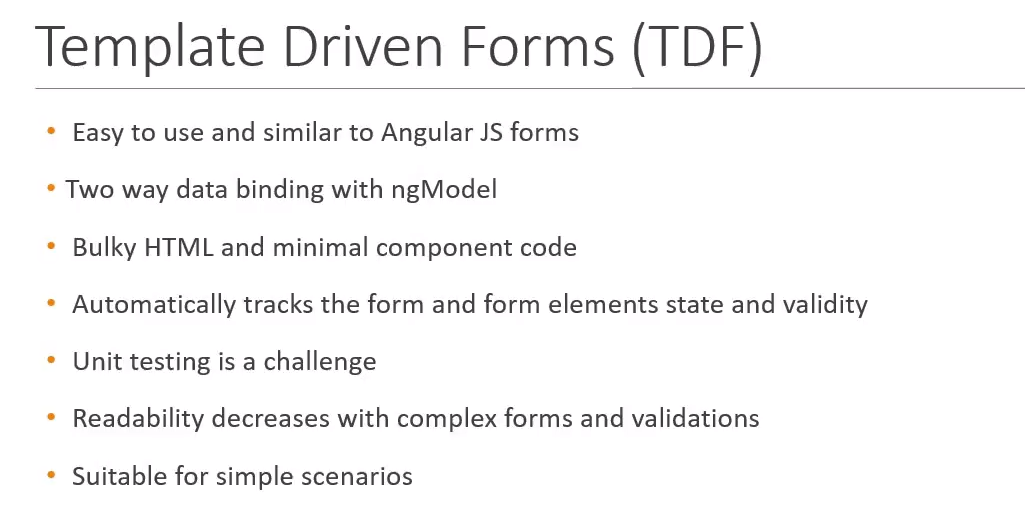 Template Driven Forms (TDF)
• Easy to use and similar to Angular JS forms
• Two way data binding with ngModel
• Bulky HTML and minimal component code
• Automatically tracks the form and form elements state and validity
• Unit testing is a challenge
• Readability decreases with complex forms and validations
• Suitable for simple scenarios